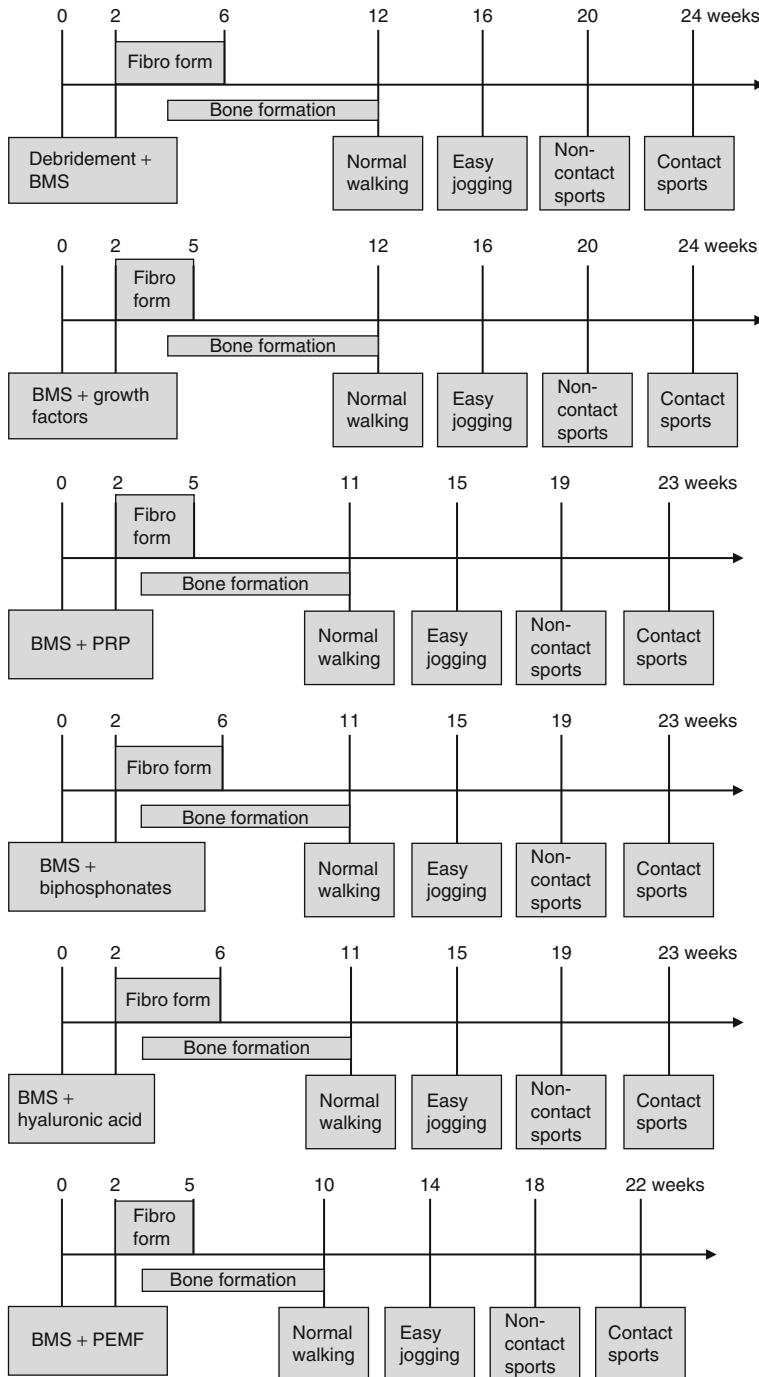 0 2 6 12 16 20 24 weeks
Fibro form
Bone formation
Debridement +
BMS
Normal
walking
Easy
jogging
Non-
contact
sports
Contact
sports
0 2 5 12 16 20 24 weeks
Fibro
form
Bone formation
BMS + growth
factors
Normal
walking
Easy
jogging
Non-
contact
sports
Contact
sports
0 2 5 11 15 19 23 weeks
Fibro
form
Bone formation
BMS + PRP
Normal
walking
Easy
jogging
Non-
contact
sports
Contact
sports
0 2 6 11 15 19 23 weeks
Fibro form
Bone formation
BMS +
biphosphonates
Normal
walking
Easy
jogging
Non-
contact
sports
Contact
sports
0 2 6 11 15 19 23 weeks
Fibro form
Bone formation
BMS +
hyaluronic acid
Normal
walking
Easy
jogging
Non-
contact
sports
Contact
sports
0 2 5 10 14 18 22 weeks
Fibro
form
Bone formation
BMS + PEMF
Normal
walking
Easy
jogging
Non-
contact
sports
Contact
sports